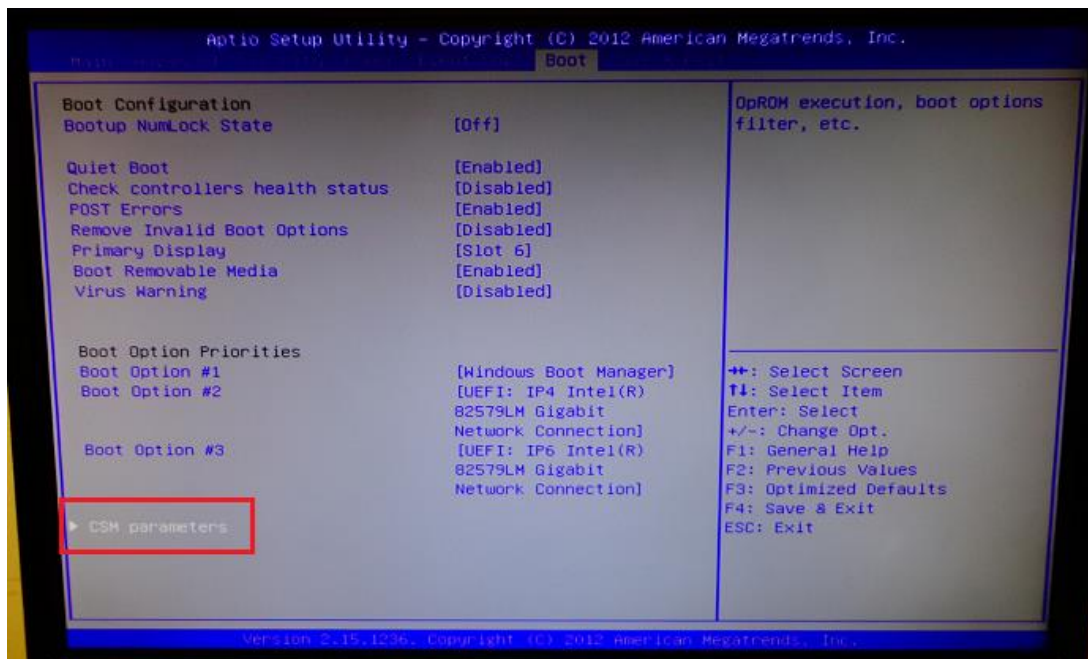 Aptio Setup Utility - Copyright (C) 2012 American Megatrends, Inc.
Main
Boot
Boot Configuration
Bootup NumLock State [Off]
Quiet Boot [Enabled]
Check controllers health status [Disabled]
POST Errors [Enabled]
Remove Invalid Boot Options [Disabled]
Primary Display [Slot 6]
Boot Removable Media [Enabled]
Virus Warning [Disabled]
Boot Option Priorities
Boot Option #1 [Windows Boot Manager]
Boot Option #2 [UEFI: IP4 Intel(R)
82579LM Gigabit
Network Connection]
Boot Option #3 [UEFI: IP6 Intel(R)
82579LM Gigabit
Network Connection]
CSM parameters
OpROM execution, boot options
filter, etc.
→←: Select Screen
↑↓: Select Item
Enter: Select
+/-: Change Opt.
F1: General Help
F2: Previous Values
F3: Optimized Defaults
F4: Save & Exit
ESC: Exit
Version 2.15.1236. Copyright (C) 2012 American Megatrends, Inc.